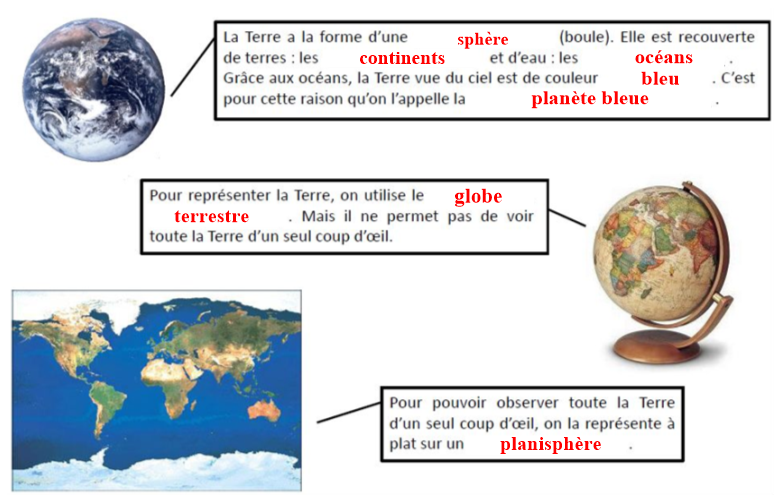 La Terre a la forme d'une sphère (boule). Elle est recouverte
de terres : les continents et d'eau : les océans .
Grâce aux océans, la Terre vue du ciel est de couleur bleu . C'est
pour cette raison qu'on l'appelle la planète bleue .
Pour représenter la Terre, on utilise le globe
terrestre . Mais il ne permet pas de voir
toute la Terre d'un seul coup d'œil.
Pour pouvoir observer toute la Terre
d'un seul coup d'œil, on la représente à
plat sur un planisphère .